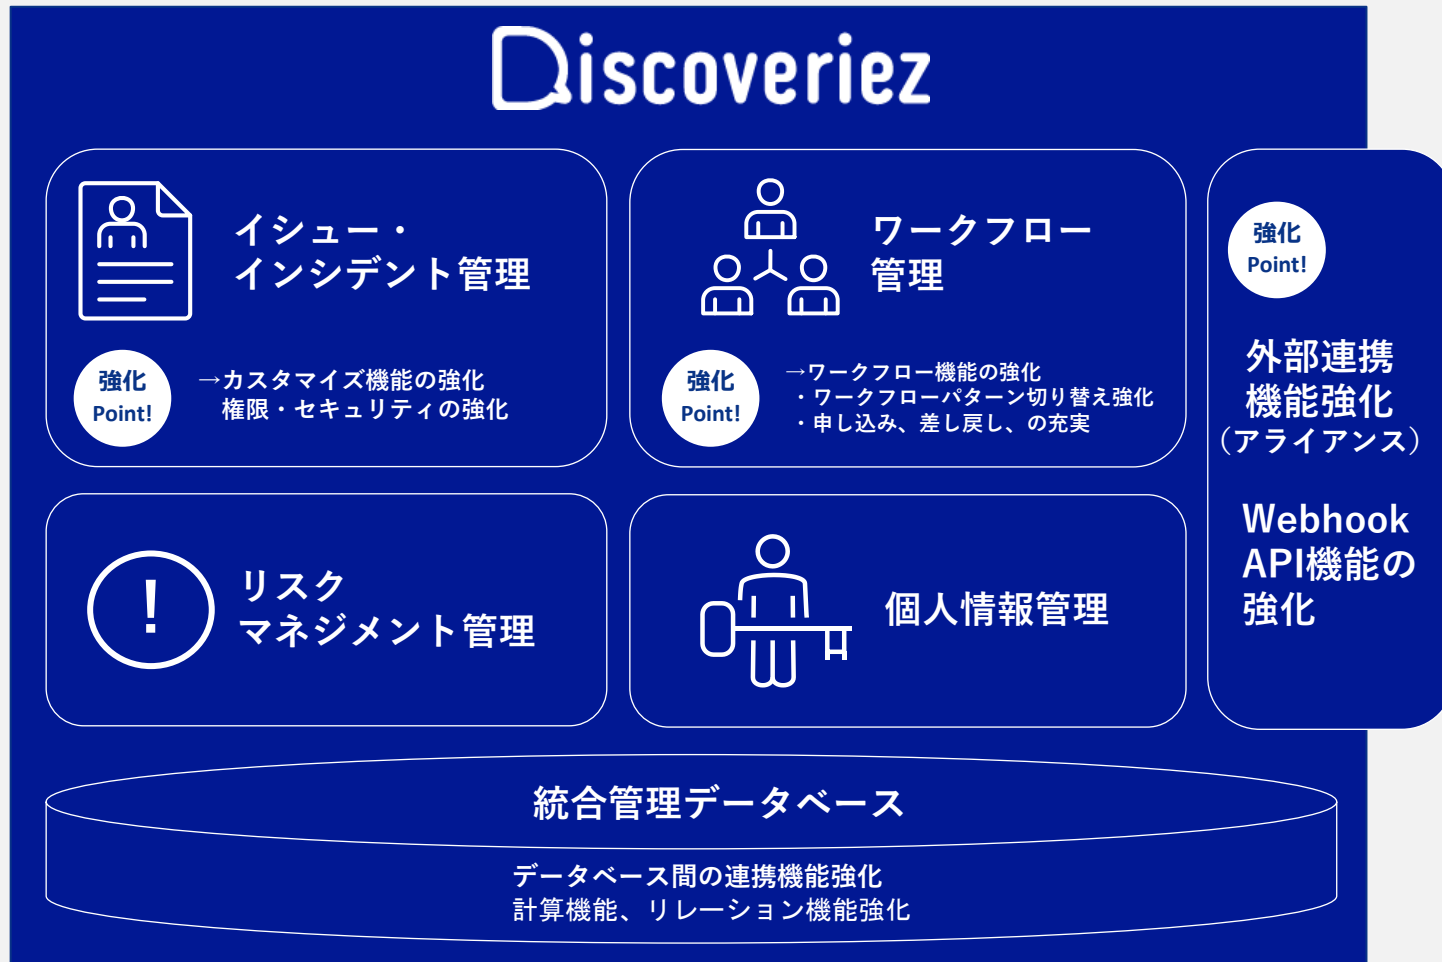 Discoveriez
イシュー・
インシデント管理
強化
Point!
→カスタマイズ機能の強化
権限・セキュリティの強化
ワークフロー
管理
強化
Point!
→ワークフロー機能の強化
・ワークフローパターン切り替え強化
・申し込み、差し戻し、の充実
強化
Point!
外部連携
機能強化
（アライアンス）
Webhook
API機能の
強化
!
リスク
マネジメント管理
個人情報管理
統合管理データベース
データベース間の連携機能強化
計算機能、リレーション機能強化